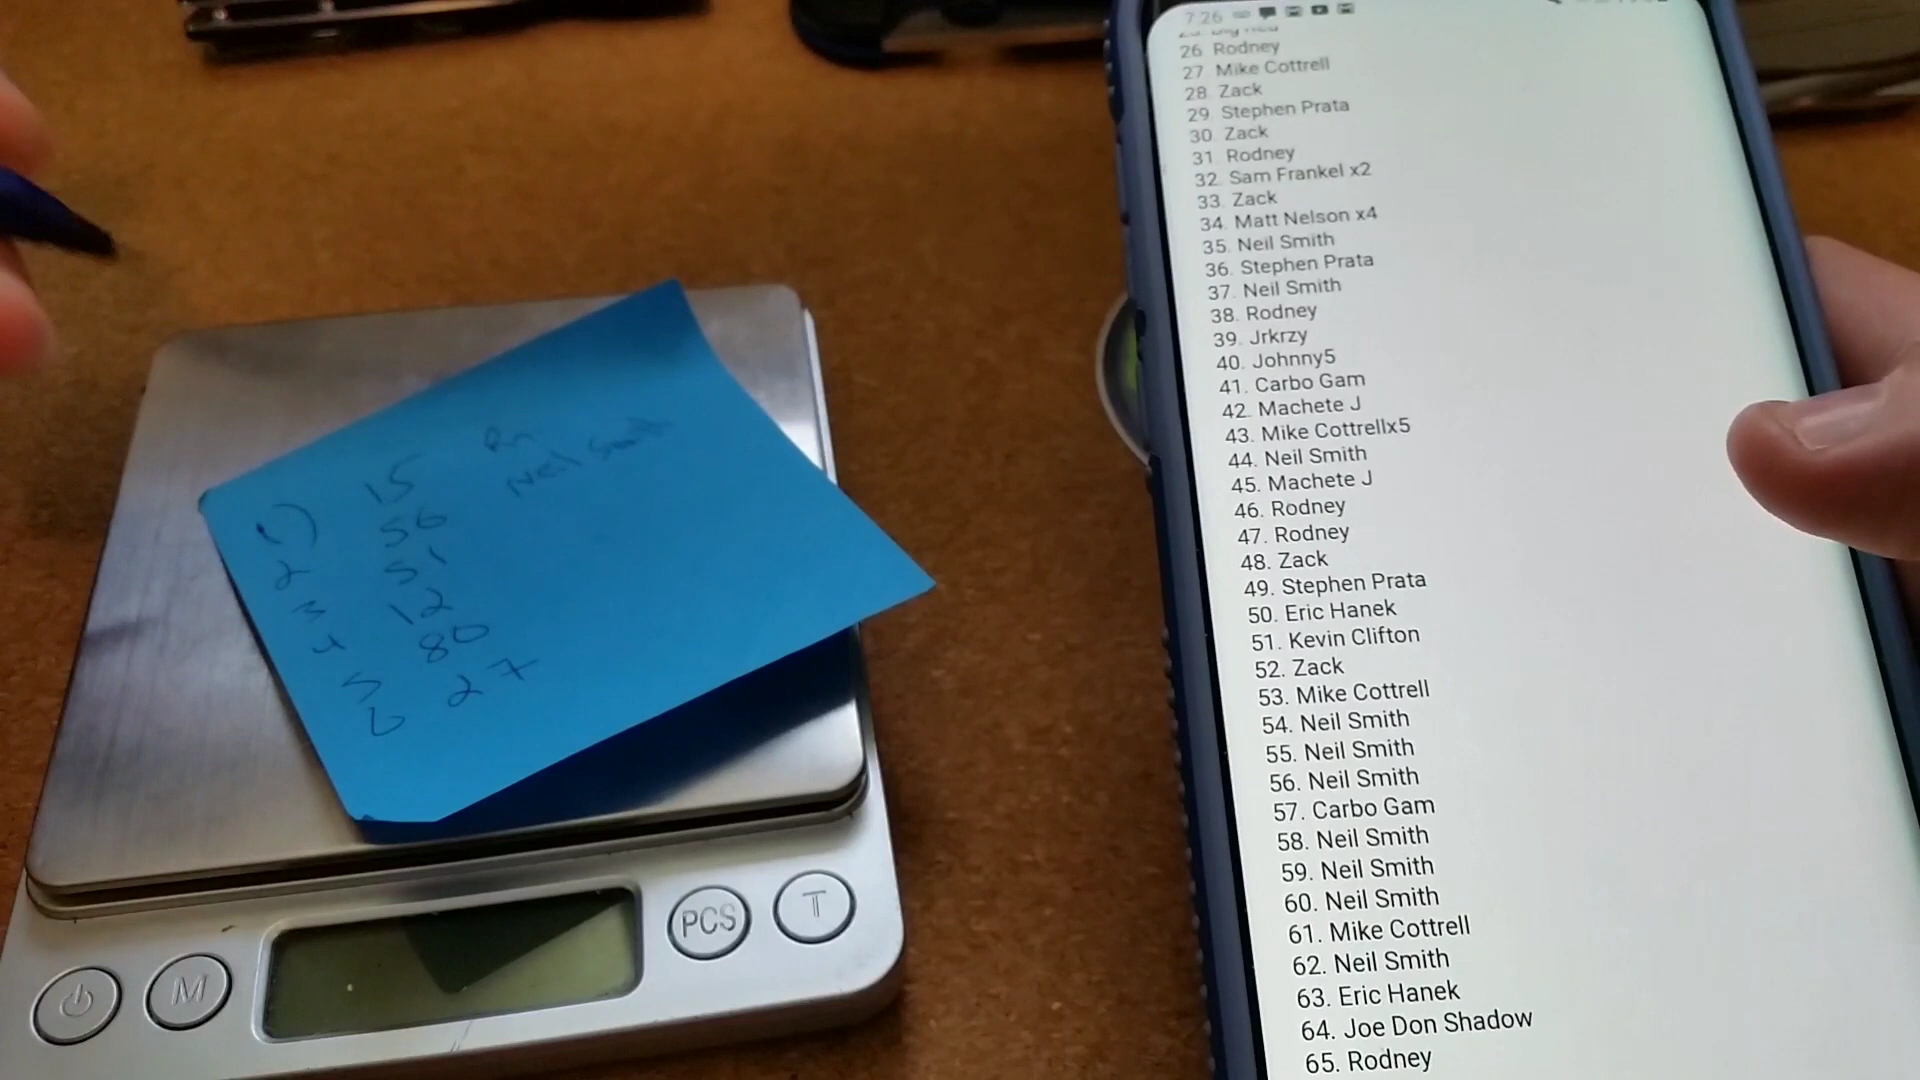 15
Neil Smith
56
2
51
12
80
27
PCS
T
M
7:26
26 Rodney
27 Mike Cottrell
28. Zack
29 Stephen Prata
30. Zack
31. Rodney
32. Sam Frankel x2
33. Zack
34. Matt Nelson x4
35. Neil Smith
36. Stephen Prata
37. Neil Smith
38. Rodney
39. Jrkrzy
40. Johnny5
41. Carbo Gam
42. Machete J
43. Mike Cottrellx5
44. Neil Smith
45. Machete J
46. Rodney
47. Rodney
48. Zack
49. Stephen Prata
50. Eric Hanek
51. Kevin Clifton
52. Zack
53. Mike Cottrell
54. Neil Smith
55. Neil Smith
56. Neil Smith
57. Carbo Gam
58. Neil Smith
59. Neil Smith
60. Neil Smith
61. Mike Cottrell
62. Neil Smith
63. Eric Hanek
64. Joe Don Shadow
65. Rodney